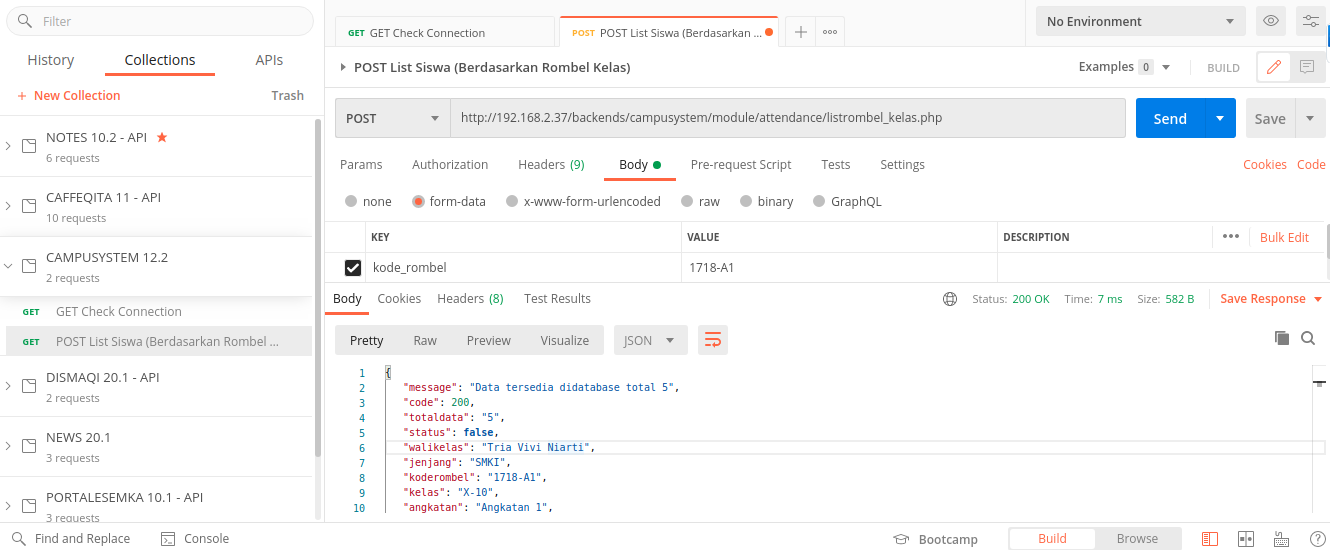 Filter
History Collections APIs
+ New Collection Trash
NOTES 10.2 - API
6 requests
CAFFEQITA 11 - API
10 requests
CAMPUSYSTEM 12.2
2 requests
GET GET Check Connection
GET POST List Siswa (Berdasarkan Rombel ...
DISMAQI 20.1 - API
2 requests
NEWS 20.1
3 requests
PORTALESEMKA 10.1 - API
3 requests
GET GET Check Connection POST POST List Siswa (Berdasarkan ...
No Environment
POST List Siswa (Berdasarkan Rombel Kelas) Examples 0 BUILD
POST http://192.168.2.37/backends/campusystem/module/attendance/listrombel_kelas.php Send Save
Params Authorization Headers (9) Body Pre-request Script Tests Settings Cookies Code
none form-data x-www-form-urlencoded raw binary GraphQL
KEY VALUE DESCRIPTION Bulk Edit
kode_rombel 1718-A1
Body Cookies Headers (8) Test Results Status: 200 OK Time: 7 ms Size: 582 B Save Response
Pretty Raw Preview Visualize JSON
1 {
2 "message": "Data tersedia didatabase total 5",
3 "code": 200,
4 "totaldata": "5",
5 "status": false,
6 "walikelas": "Tria Vivi Niarti",
7 "jenjang": "SMKI",
8 "koderombel": "1718-A1",
9 "kelas": "X-10",
10 "angkatan": "Angkatan 1",
Find and Replace Console Bootcamp Build Browse